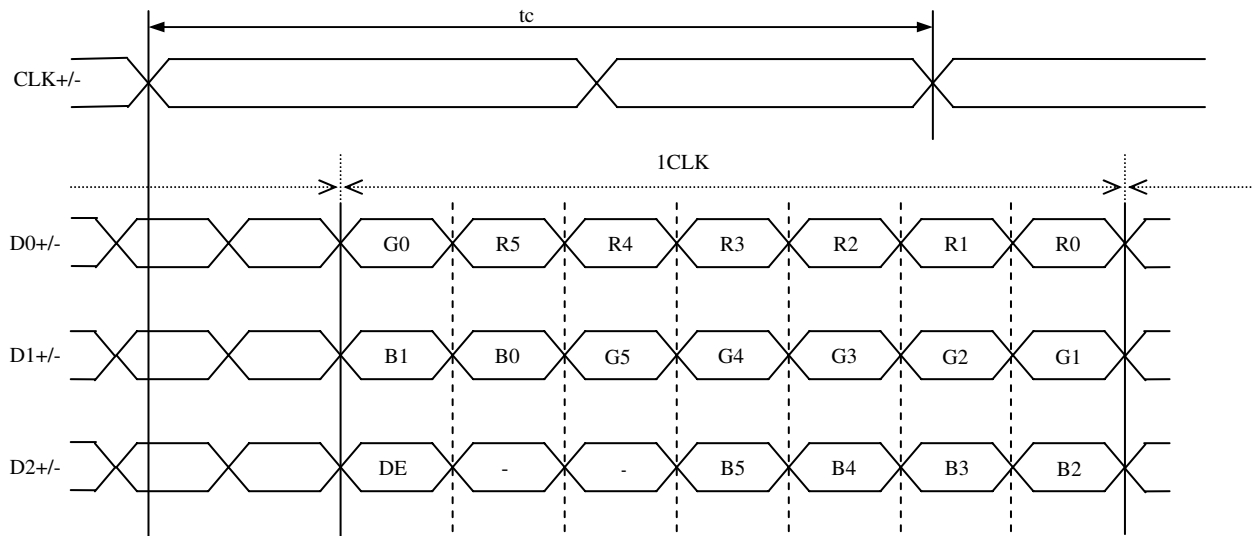 tc
CLK+/-
1CLK
D0+/- G0 R5 R4 R3 R2 R1 R0
D1+/- B1 B0 G5 G4 G3 G2 G1
D2+/- DE - - B5 B4 B3 B2